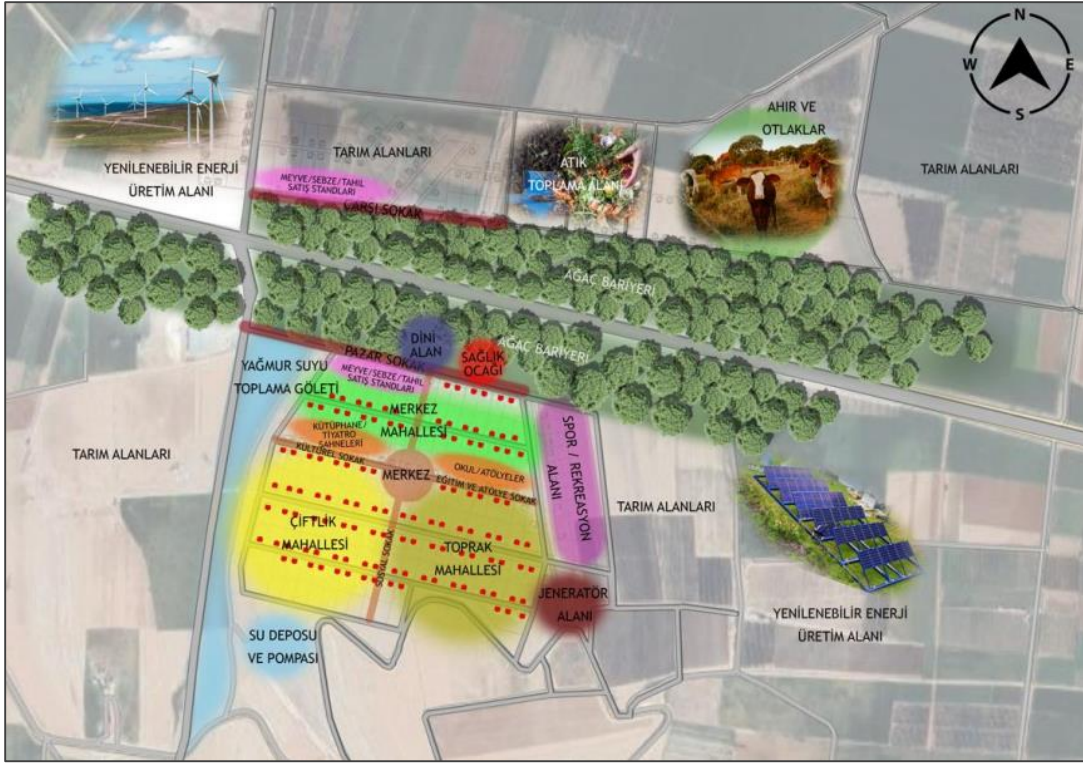 N
W
E
S
AHIR VE
OTLAKLAR
TARIM ALANLARI
ATIK
TOPLAMA ALANI
TARIM ALANLARI
YENİLENEBİLİR ENERJİ
ÜRETİM ALANI
MEYVE/SEBZE/TAHIL
SATIŞ STANDLARI
ÇARŞI SOKAK
AĞAÇ BARİYERİ
AĞAÇ BARİYERİ
DİNİ
ALAN
SAĞLIK
OCAĞI
PAZAR SOKAK
MEYVE/SEBZE/TAHIL
SATIŞ STANDLARI
YAĞMUR SUYU
TOPLAMA GÖLETİ
MERKEZ
MAHALLESİ
KÜTÜPHANE/
TİYATRO
SAHNELERİ
KÜLTÜREL SOKAK
MERKEZ
OKUL/ATÖLYELER
EĞİTİM VE ATÖLYE SOKAK
SPOR / REKREASYON
ALANI
TARIM ALANLARI
TARIM ALANLARI
ÇİFTLİK
MAHALLESİ
SOSYAL SOKAK
TOPRAK
MAHALLESİ
JENERATÖR
ALANI
YENİLENEBİLİR ENERJİ
ÜRETİM ALANI
SU DEPOSU
VE POMPASI